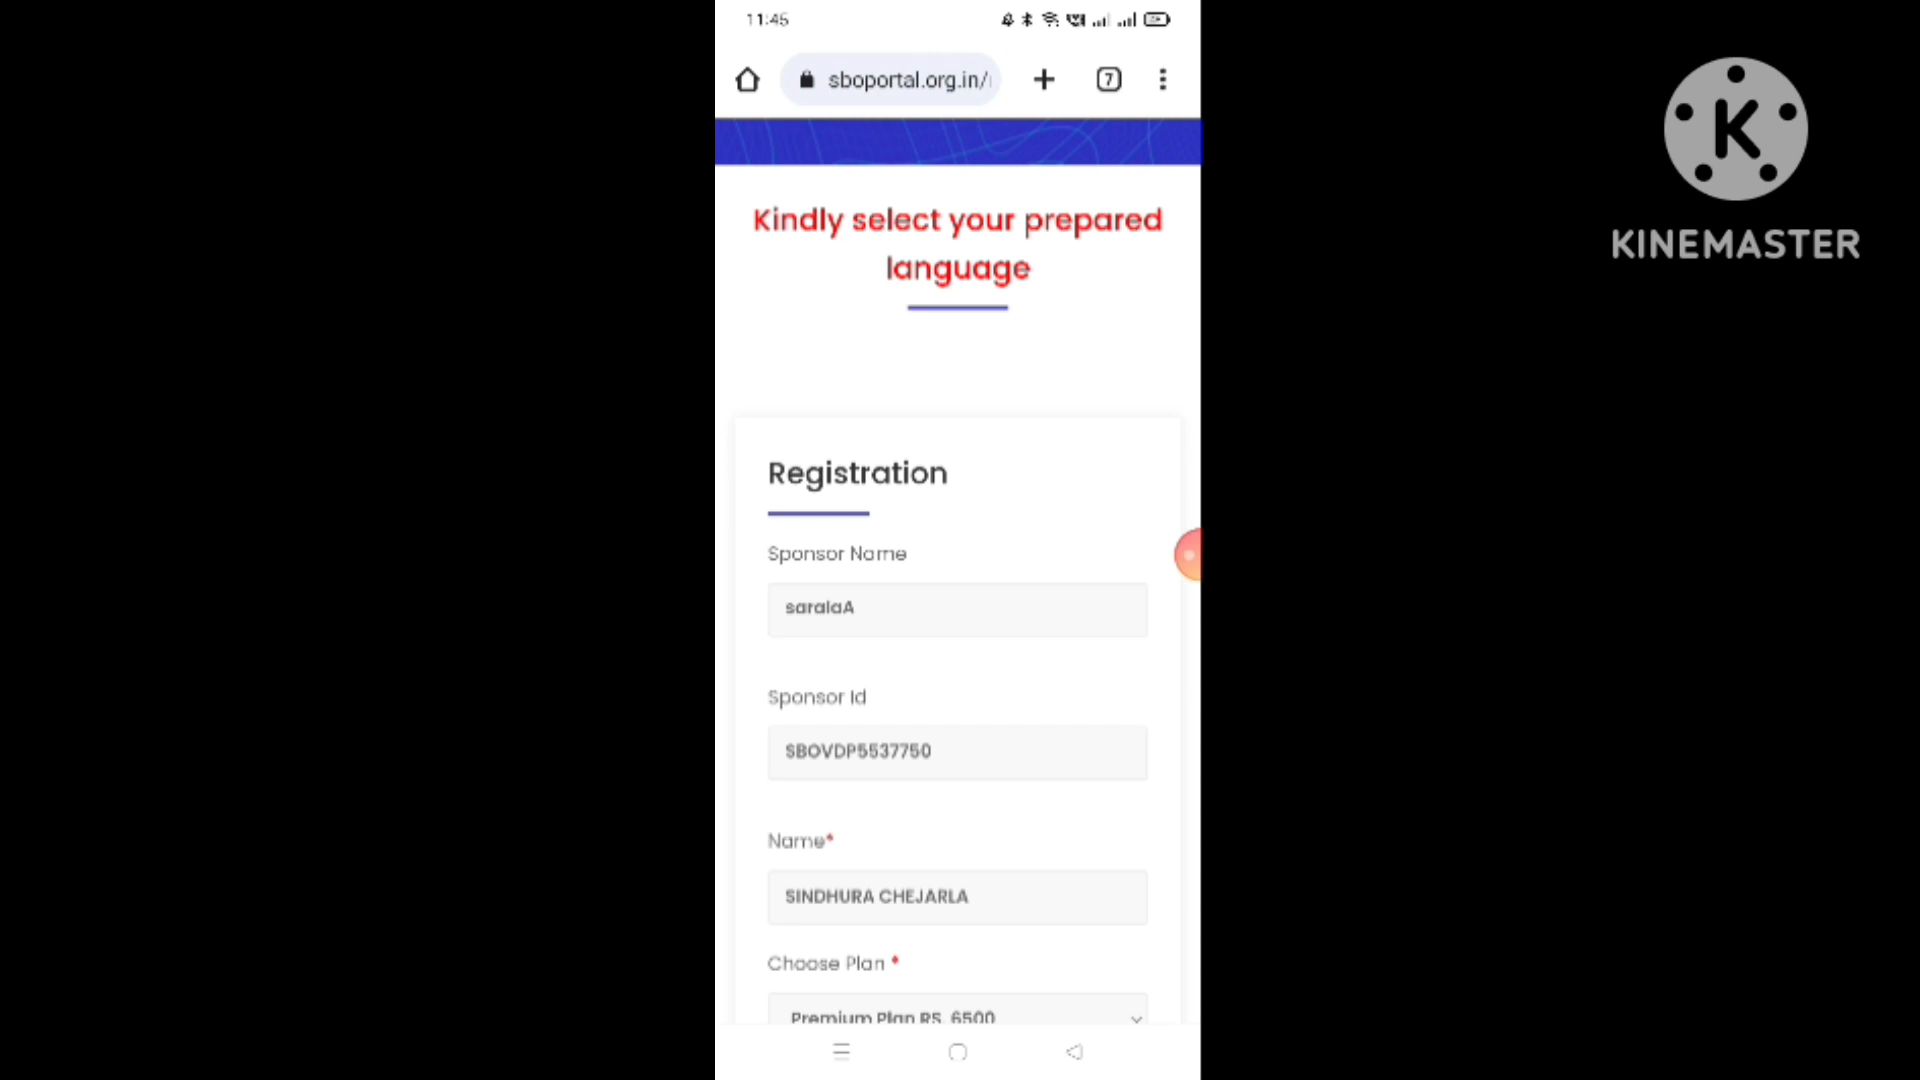 11:45
sboportal.org.in/
7
K
KINEMASTER
Kindly select your prepared
language
Registration
Sponsor Name
saralaA
Sponsor Id
SBOVDP5537750
Name*
SINDHURA CHEJARLA
Choose Plan *
Premium Plan RS. 6500